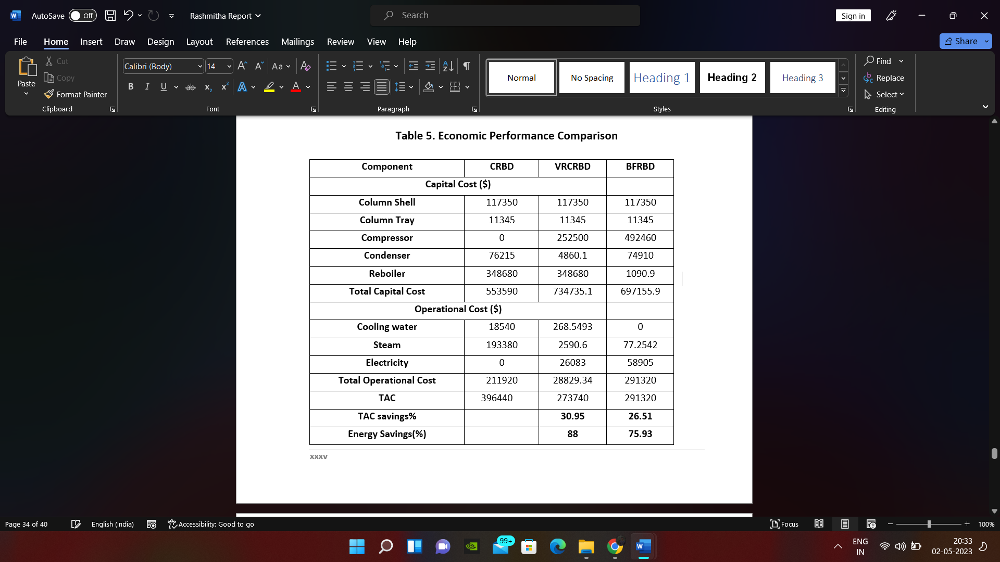 AutoSave Off Rashmitha Report Search Sign in
File Home Insert Draw Design Layout References Mailings Review View Help Share
Paste Cut Copy Format Painter
Clipboard
Calibri (Body) 14
Font
Paragraph
Normal No Spacing Heading 1 Heading 2 Heading 3
Styles
Find
Replace
Select
Editing
Table 5. Economic Performance Comparison
Component CRBD VRCRBD BFRBD
Capital Cost ($)
Column Shell 117350 117350 117350
Column Tray 11345 11345 11345
Compressor 0 252500 492460
Condenser 76215 4860.1 74910
Reboiler 348680 348680 1090.9
Total Capital Cost 553590 734735.1 697155.9
Operational Cost ($)
Cooling water 18540 268.5493 0
Steam 193380 2590.6 77.2542
Electricity 0 26083 58905
Total Operational Cost 211920 28829.34 291320
TAC 396440 273740 291320
TAC savings% 30.95 26.51
Energy Savings(%) 88 75.93
xxxv
Page 34 of 40 English (India) Accessibility: Good to go Focus 100%
99+
ENG
IN
20:33
02-05-2023